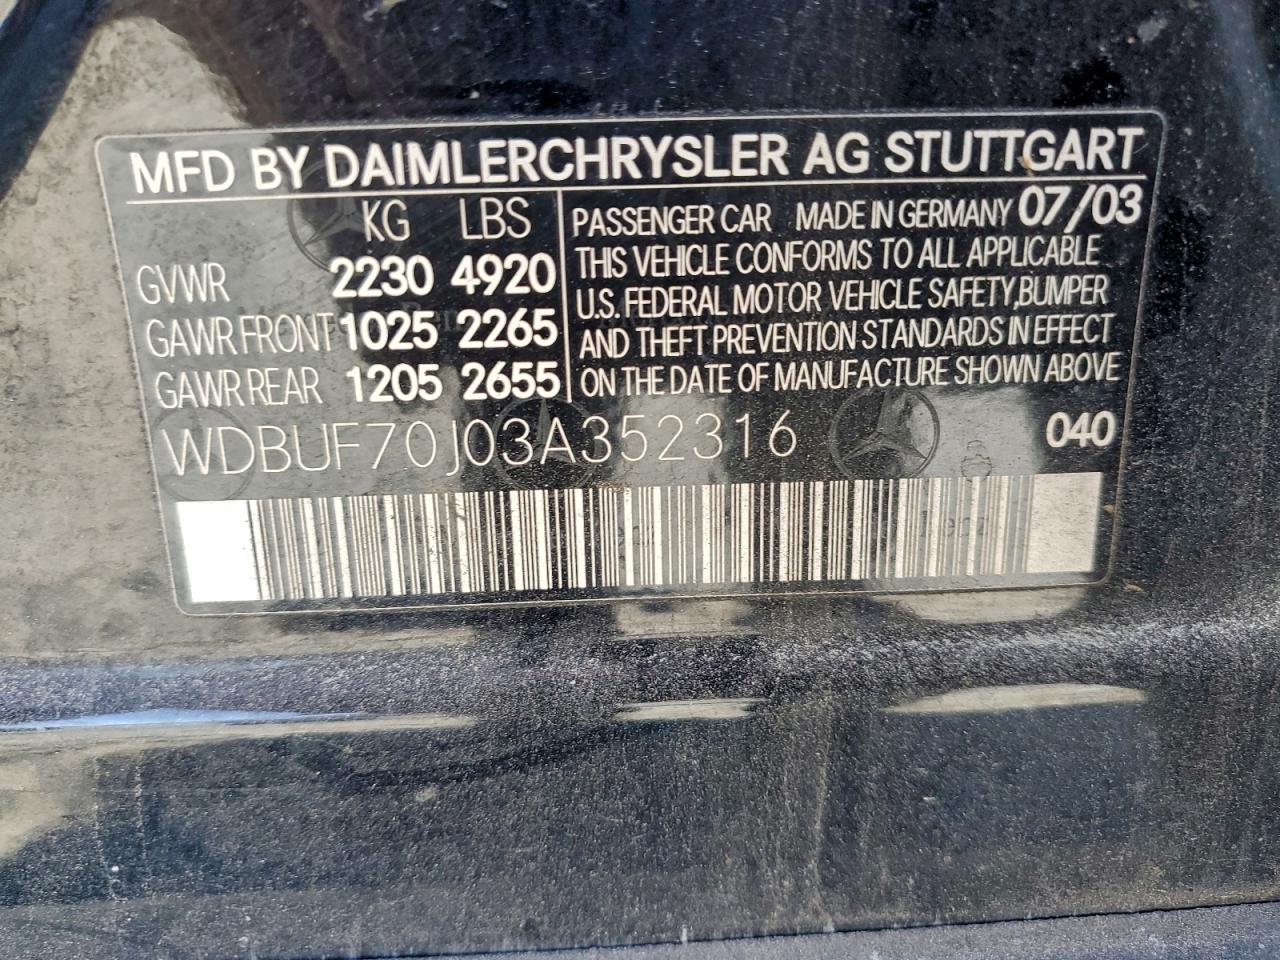 MFD BY DAIMLERCHRYSLER AG STUTTGART
KG LBS
GVWR 2230 4920
GAWR FRONT 1025 2265
GAWR REAR 1205 2655
PASSENGER CAR MADE IN GERMANY 07/03
THIS VEHICLE CONFORMS TO ALL APPLICABLE
U.S. FEDERAL MOTOR VEHICLE SAFETY, BUMPER
AND THEFT PREVENTION STANDARDS IN EFFECT
ON THE DATE OF MANUFACTURE SHOWN ABOVE
WDBUF70J03A352316
040